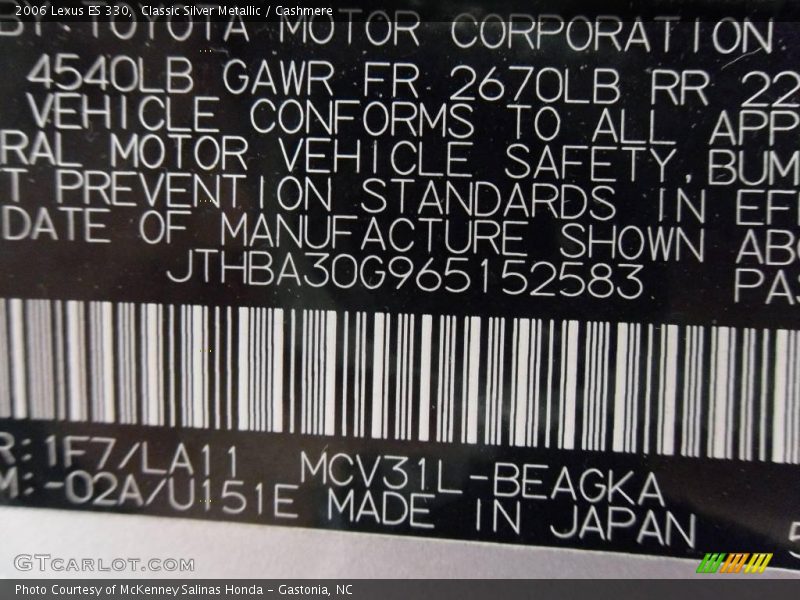 2006 Lexus ES 330, Classic Silver Metallic / Cashmere
BY: TOYOTA MOTOR CORPORATION
4540LB GAWR FR 2670LB RR 22
VEHICLE CONFORMS TO ALL APP
RAL MOTOR VEHICLE SAFETY, BUM
T PREVENTION STANDARDS IN EF
DATE OF MANUFACTURE SHOWN AB
JTHBA30G965152583 PA
R: 1F7/LA11 MCV31L-BEAGKA
M: -02A/U151E MADE IN JAPAN 5
GTCARLOT.COM
Photo Courtesy of McKenney Salinas Honda - Gastonia, NC